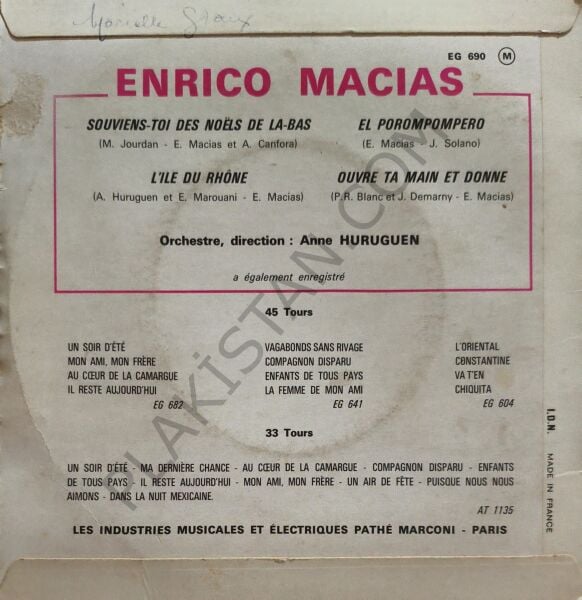 EG 690 M
ENRICO MACIAS
SOUVIENS-TOI DES NOËLS DE LA-BAS
(M. Jourdan - E. Macias et A. Canfora)
EL POROMPOMPERO
(E. Macias - J. Solano)
L'ILE DU RHÔNE
(A. Huruguen et E. Marouani - E. Macias)
OUVRE TA MAIN ET DONNE
(P.R. Blanc et J. Demarny - E. Macias)
Orchestre, direction : Anne HURUGUEN
a également enregistré
45 Tours
UN SOIR D'ÉTÉ
MON AMI, MON FRÈRE
AU CŒUR DE LA CAMARGUE
IL RESTE AUJOURD'HUI
EG 682
VAGABONDS SANS RIVAGE
COMPAGNON DISPARU
ENFANTS DE TOUS PAYS
LA FEMME DE MON AMI
EG 641
L'ORIENTAL
CONSTANTINE
VA T'EN
CHIQUITA
EG 604
33 Tours
UN SOIR D'ÉTÉ - MA DERNIÈRE CHANCE - AU CŒUR DE LA CAMARGUE - COMPAGNON DISPARU - ENFANTS
DE TOUS PAYS - IL RESTE AUJOURD'HUI - MON AMI, MON FRÈRE - UN AIR DE FÊTE - PUISQUE NOUS NOUS
AIMONS - DANS LA NUIT MEXICAINE.
AT 1135
LES INDUSTRIES MUSICALES ET ÉLECTRIQUES PATHÉ MARCONI - PARIS
I.D.N. MADE IN FRANCE
PLAKİSTAN.COM